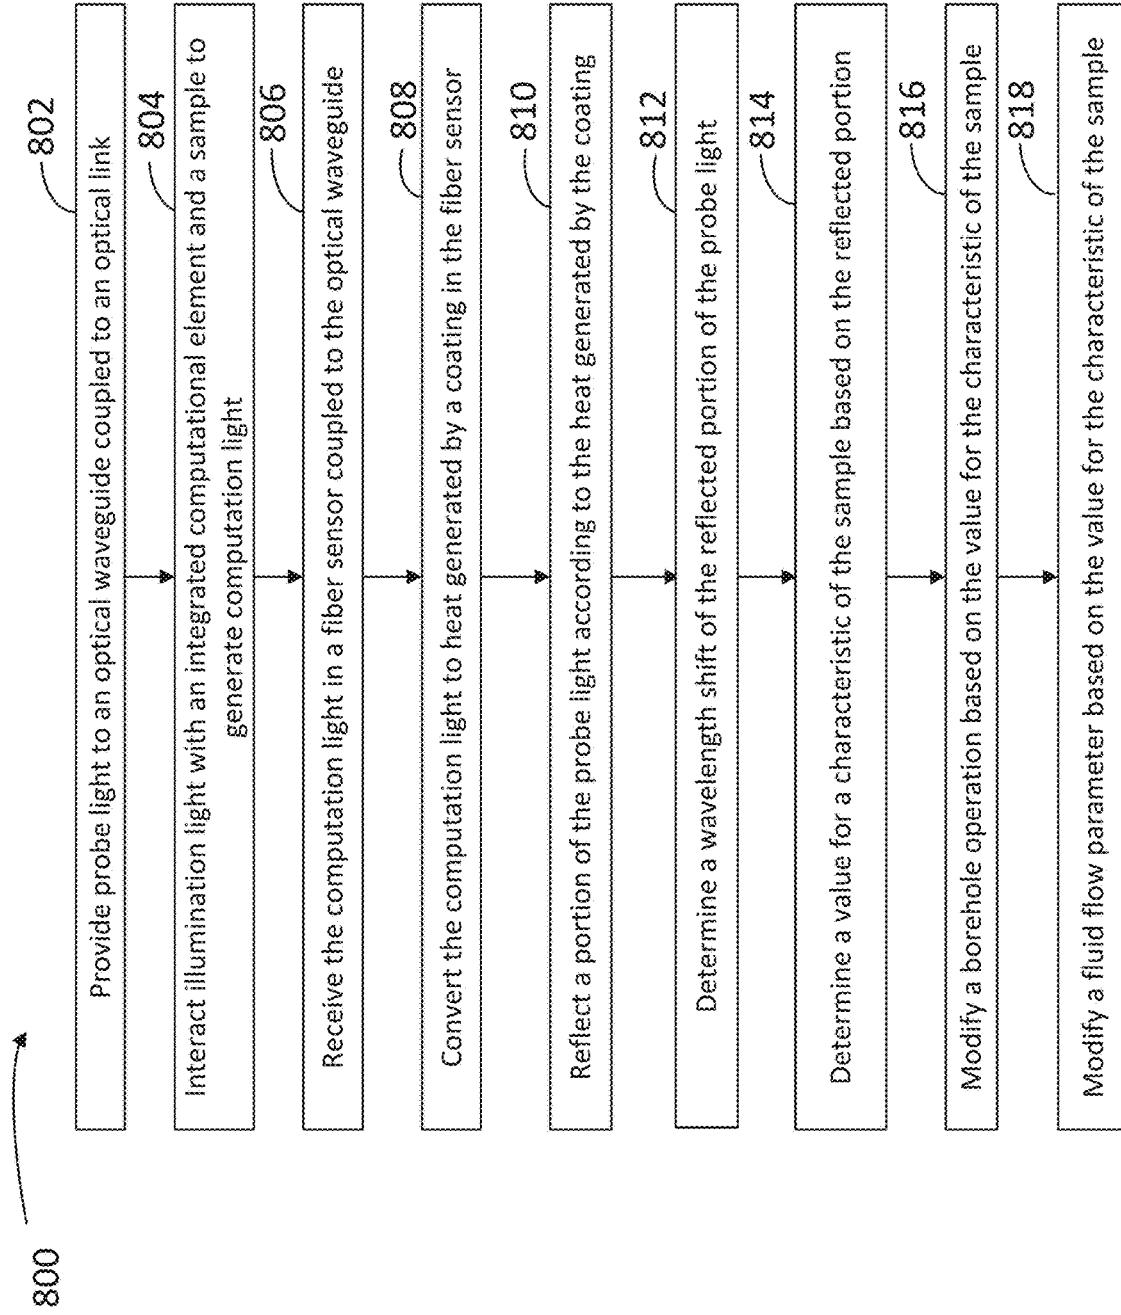 800
802
Provide probe light to an optical waveguide coupled to an optical link
804
Interact illumination light with an integrated computational element and a sample to
generate computation light
806
Receive the computation light in a fiber sensor coupled to the optical waveguide
808
Convert the computation light to heat generated by a coating in the fiber sensor
810
Reflect a portion of the probe light according to the heat generated by the coating
812
Determine a wavelength shift of the reflected portion of the probe light
814
Determine a value for a characteristic of the sample based on the reflected portion
816
Modify a borehole operation based on the value for the characteristic of the sample
818
Modify a fluid flow parameter based on the value for the characteristic of the sample